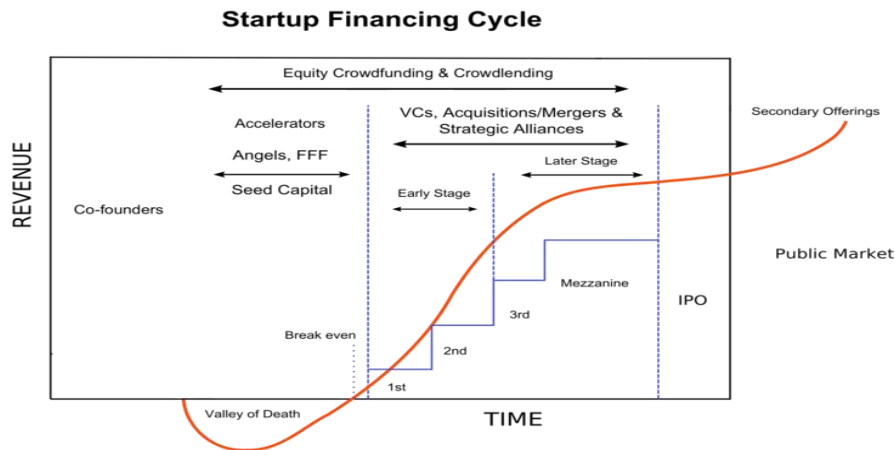 Startup Financing Cycle
Equity Crowdfunding & Crowdlending
VCs, Acquisitions/Mergers &
Strategic Alliances
Secondary Offerings
Accelerators
Angels, FFF
Seed Capital
Later Stage
Early Stage
REVENUE
Co-founders
Public Market
Mezzanine
IPO
3rd
Break even
2nd
1st
Valley of Death
TIME